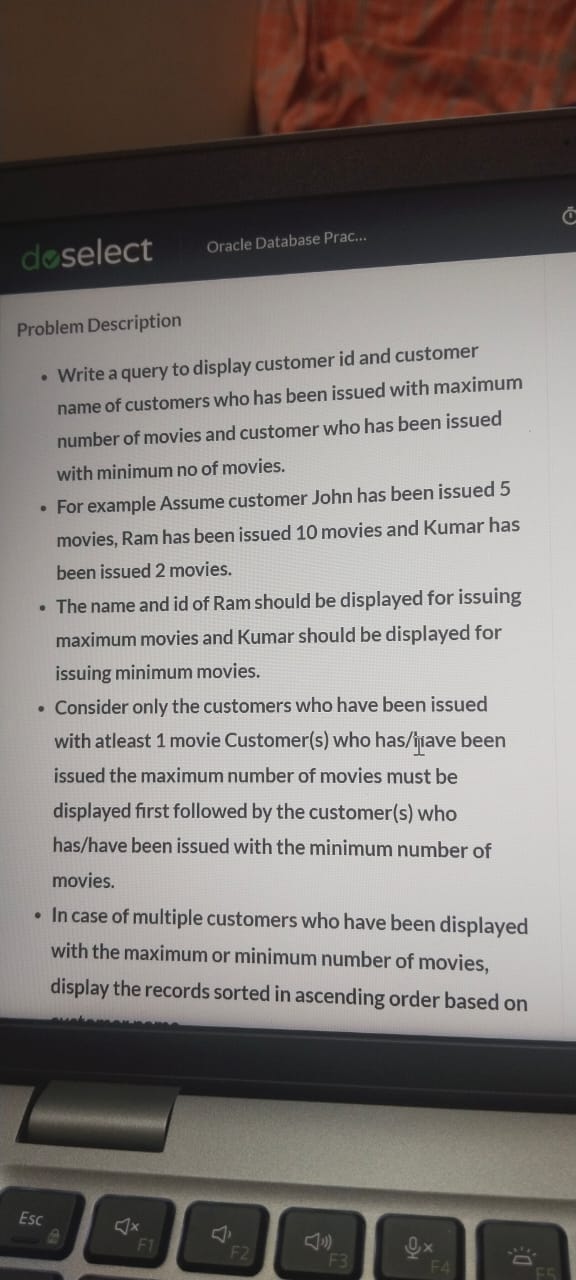 doselect
Oracle Database Prac...
Problem Description
• Write a query to display customer id and customer
name of customers who has been issued with maximum
number of movies and customer who has been issued
with minimum no of movies.
• For example Assume customer John has been issued 5
movies, Ram has been issued 10 movies and Kumar has
been issued 2 movies.
• The name and id of Ram should be displayed for issuing
maximum movies and Kumar should be displayed for
issuing minimum movies.
• Consider only the customers who have been issued
with atleast 1 movie Customer(s) who has/have been
issued the maximum number of movies must be
displayed first followed by the customer(s) who
has/have been issued with the minimum number of
movies.
• In case of multiple customers who have been displayed
with the maximum or minimum number of movies,
display the records sorted in ascending order based on
Esc
F1
F2
F3
F4
F5